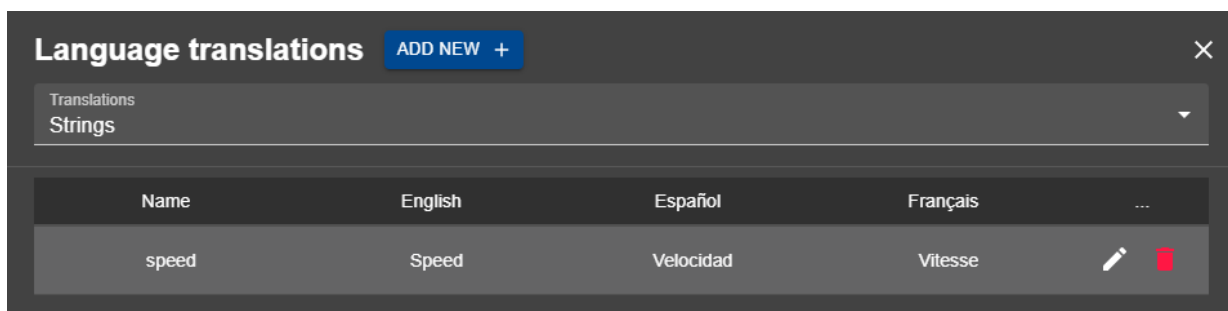 Language translations ADD NEW +
Translations
Strings
Name English Español Français ...
speed Speed Velocidad Vitesse